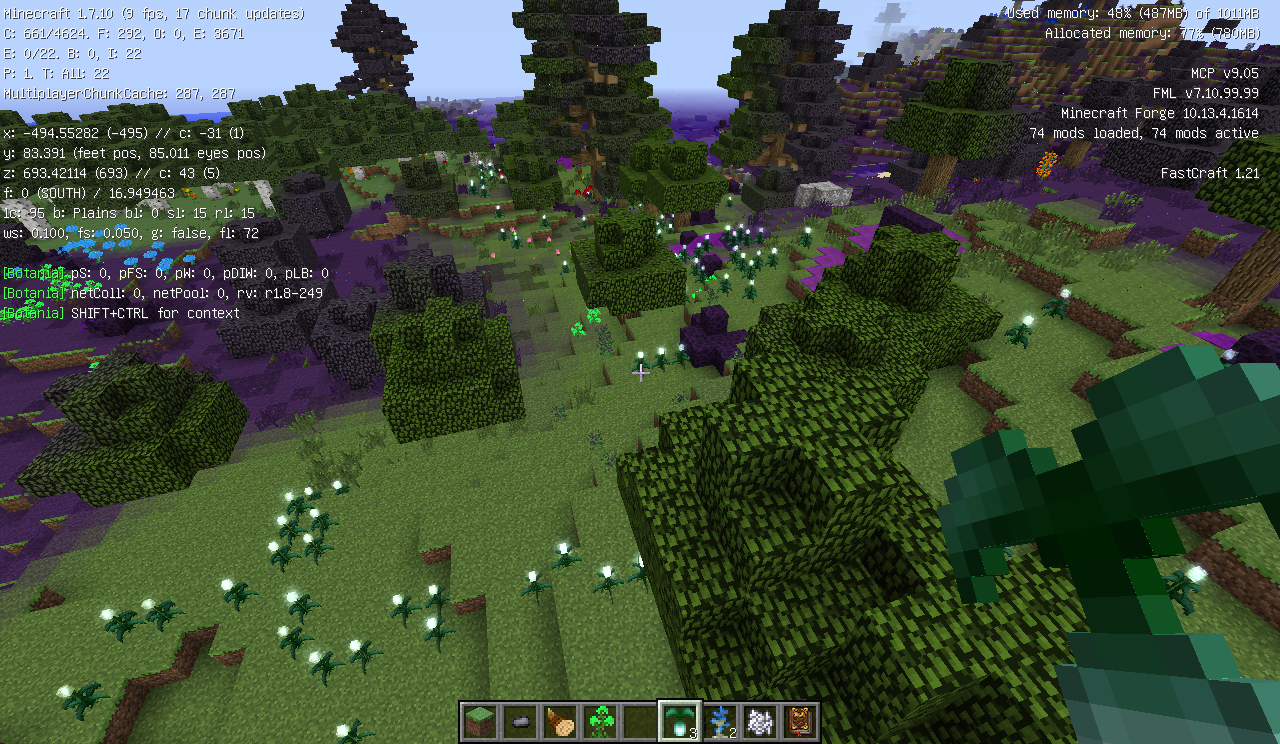 Minecraft 1.7.10 (9 fps, 17 chunk updates)
C: 661/4624. F: 292, O: 0, E: 3671
E: 0/22. B: 0, I: 22
P: 1. T: All: 22
MultiplayerChunkCache: 287, 287
x: -494.55282 (-495) // c: -31 (1)
y: 83.391 (feet pos, 85.011 eyes pos)
z: 693.42114 (693) // c: 43 (5)
f: 0 (SOUTH) / 16.949463
lc: 95 b: Plains bl: 0 sl: 15 rl: 15
ws: 0.100, fs: 0.050, g: false, fl: 72
[Botania] pS: 0, pFS: 0, pW: 0, pDIW: 0, pLB: 0
[Botania] netColl: 0, netPool: 0, rv: r1.8-249
[Botania] SHIFT+CTRL for context
Used memory: 48% (487MB) of 1011MB
Allocated memory: 77% (780MB)
MCP v9.05
FML v7.10.99.99
Minecraft Forge 10.13.4.1614
74 mods loaded, 74 mods active
FastCraft 1.21
3
2